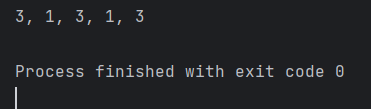 3, 1, 3, 1, 3
Process finished with exit code 0